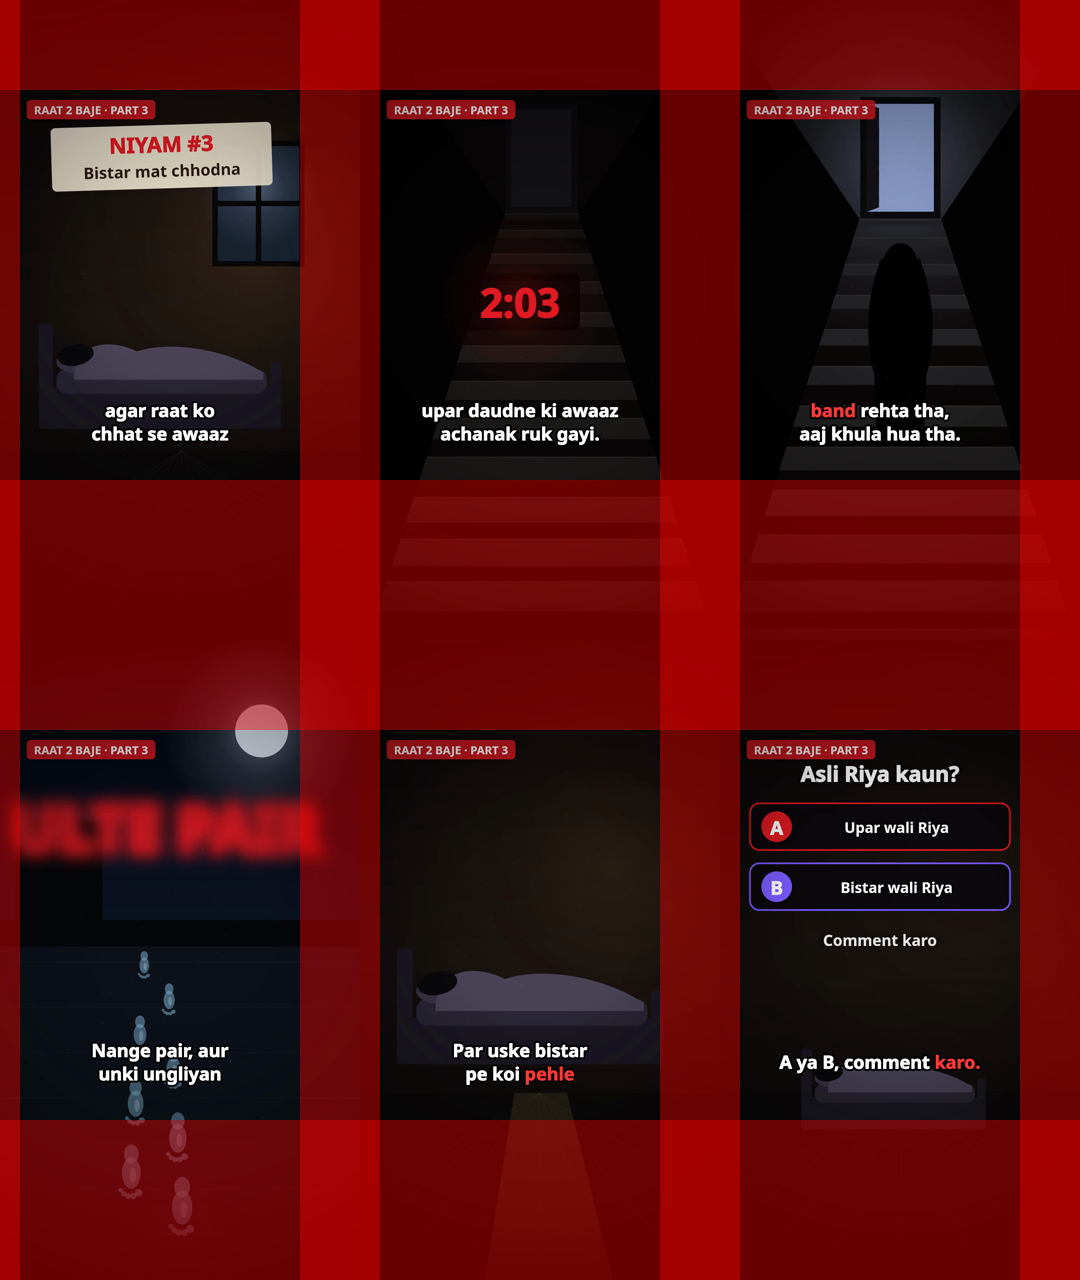 RAAT 2 BAJE · PART 3
NIYAM #3
Bistar mat chhodna
agar raat ko
chhat se awaaz
RAAT 2 BAJE · PART 3
2:03
upar daudne ki awaaz
achanak ruk gayi.
RAAT 2 BAJE · PART 3
band rehta tha,
aaj khula hua tha.
RAAT 2 BAJE · PART 3
ULTE PAIR
Nange pair, aur
unki ungliyan
RAAT 2 BAJE · PART 3
Par uske bistar
pe koi pehle
RAAT 2 BAJE · PART 3
Asli Riya kaun?
A Upar wali Riya
B Bistar wali Riya
Comment karo
A ya B, comment karo.